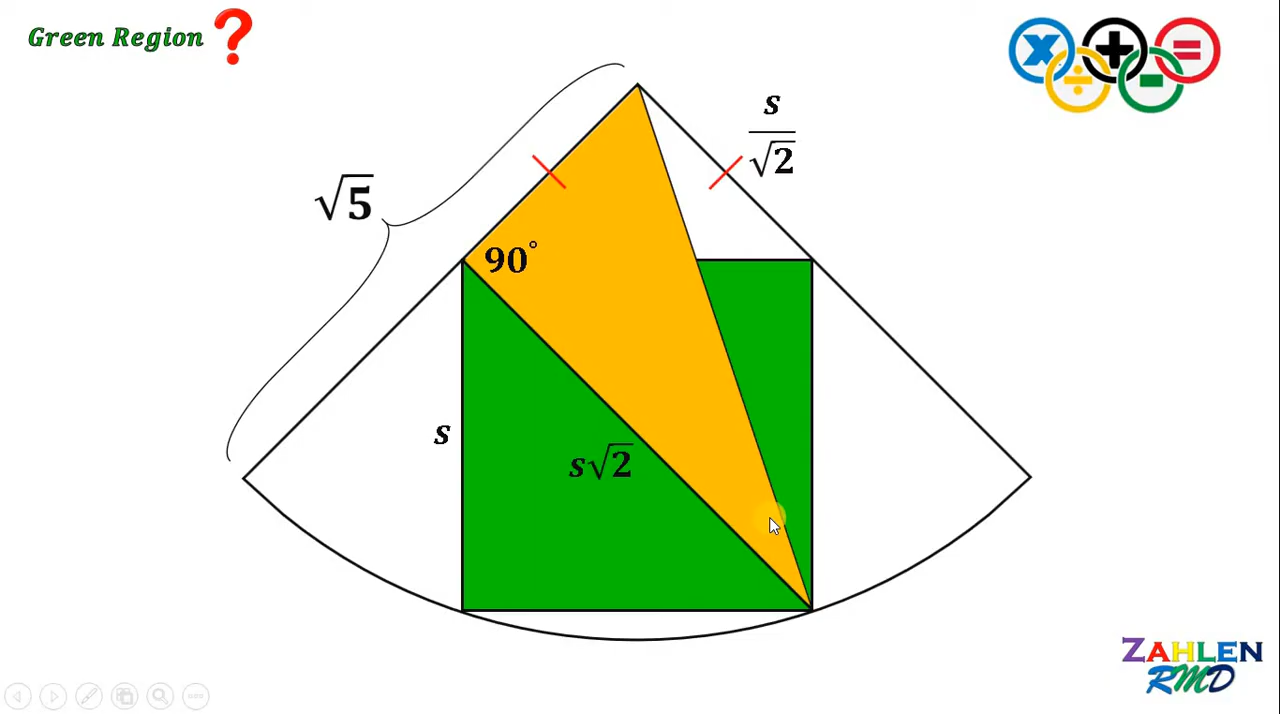 Green Region ?
× + =
÷ -
s
√2
√5
90°
s
s√2
ZAHLEN
RMD